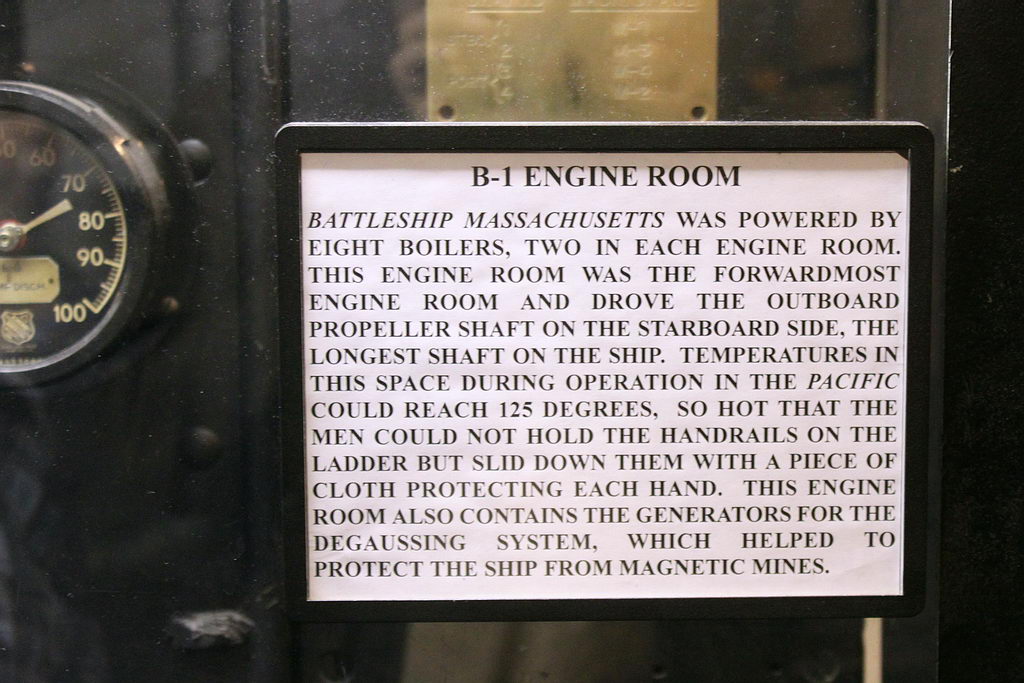 B-1 ENGINE ROOM
BATTLESHIP MASSACHUSETTS WAS POWERED BY
EIGHT BOILERS, TWO IN EACH ENGINE ROOM.
THIS ENGINE ROOM WAS THE FORWARDMOST
ENGINE ROOM AND DROVE THE OUTBOARD
PROPELLER SHAFT ON THE STARBOARD SIDE, THE
LONGEST SHAFT ON THE SHIP. TEMPERATURES IN
THIS SPACE DURING OPERATION IN THE PACIFIC
COULD REACH 125 DEGREES, SO HOT THAT THE
MEN COULD NOT HOLD THE HANDRAILS ON THE
LADDER BUT SLID DOWN THEM WITH A PIECE OF
CLOTH PROTECTING EACH HAND. THIS ENGINE
ROOM ALSO CONTAINS THE GENERATORS FOR THE
DEGAUSSING SYSTEM, WHICH HELPED TO
PROTECT THE SHIP FROM MAGNETIC MINES.
60
70
80
90
100